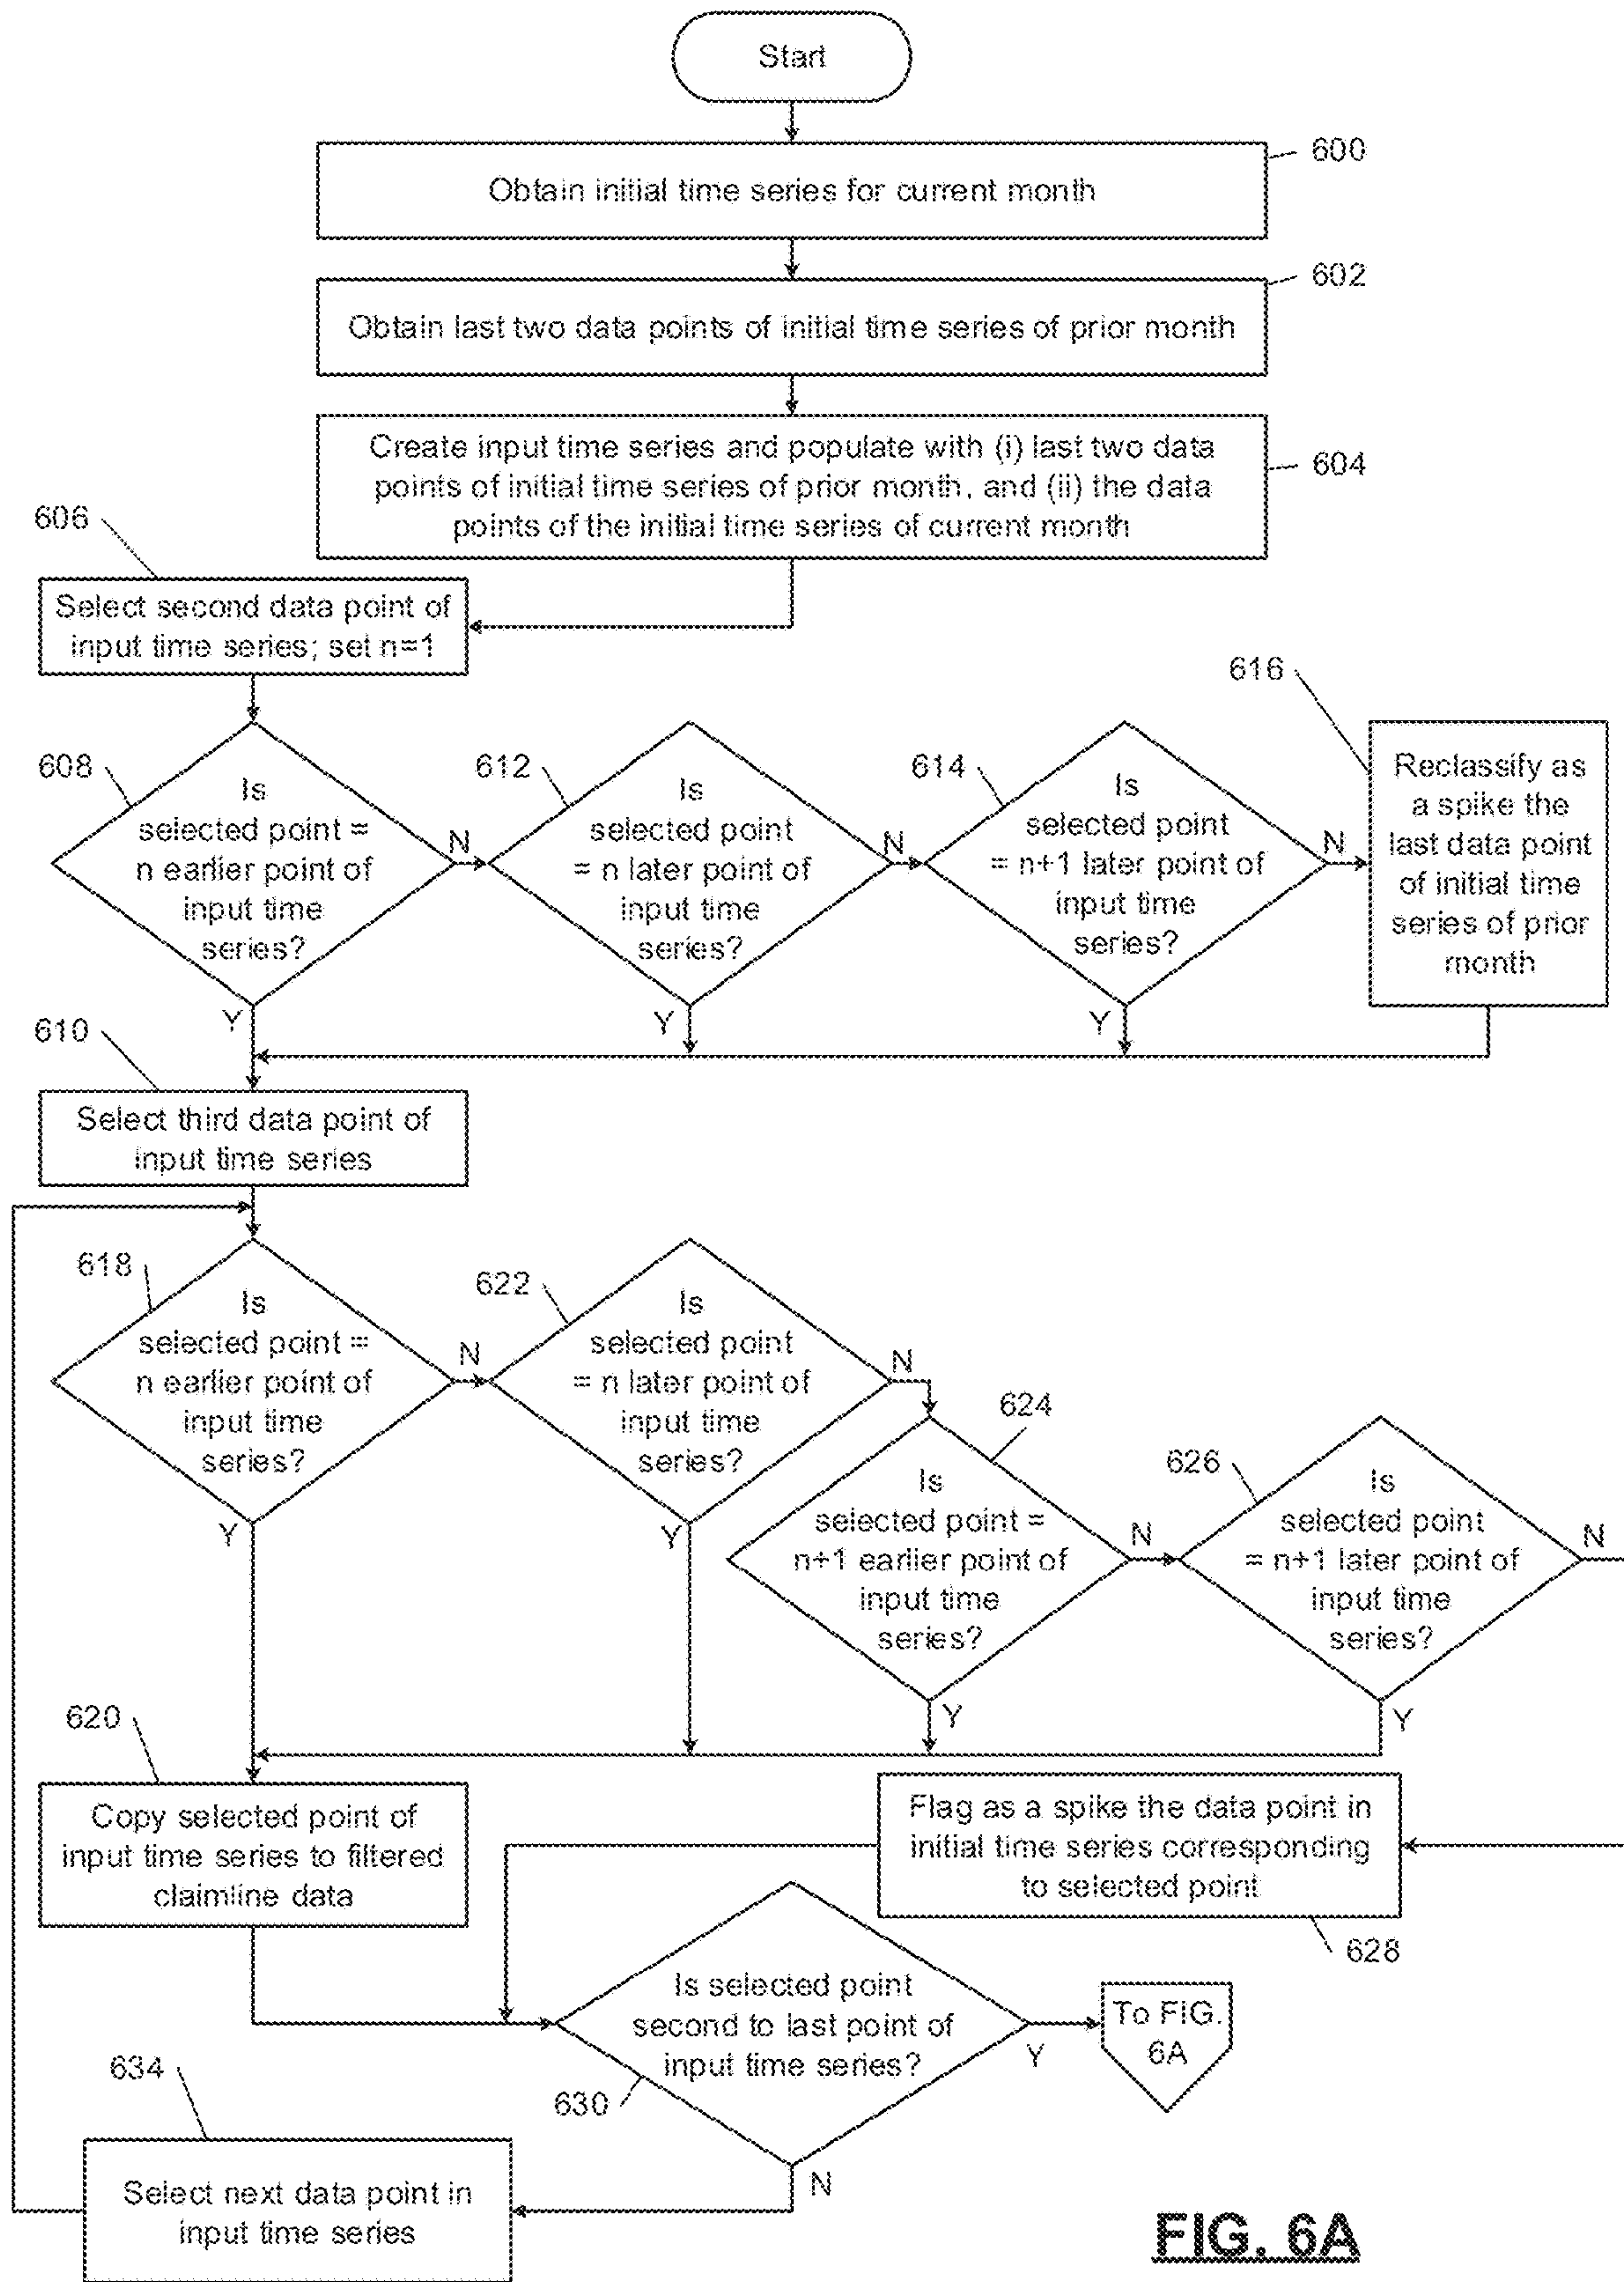 Start
600
Obtain initial time series for current month
602
Obtain last two data points of initial time series of prior month
Create input time series and populate with (i) last two data
points of initial time series of prior month, and (ii) the data
points of the initial time series of current month
604
606
Select second data point of
input time series; set n=1
608
Is
selected point =
n earlier point of
input time
series?
N
Y
612
Is
selected point
= n later point of
input time
series?
N
Y
614
Is
selected point
= n+1 later point of
input time
series?
N
Y
616
Reclassify as
a spike the
last data point
of initial time
series of prior
month
610
Select third data point of
input time series
618
Is
selected point =
n earlier point of
input time
series?
N
Y
622
Is
selected point
= n later point of
input time
series?
N
Y
624
Is
selected point =
n+1 earlier point of
input time
series?
N
Y
626
Is
selected point
= n+1 later point of
input time
series?
N
Y
620
Copy selected point of
input time series to filtered
claimline data
Flag as a spike the data point in
initial time series corresponding
to selected point
628
Is selected point
second to last point of
input time series?
630
Y
N
To FIG.
6A
634
Select next data point in
input time series
FIG. 6A